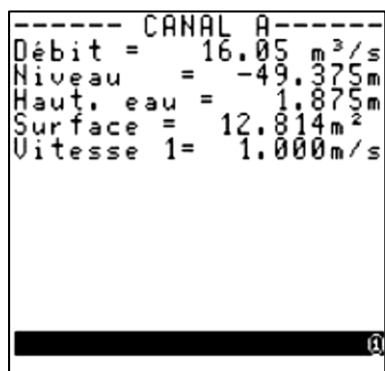 ------ CANAL A------
Débit =    16.05 m³/s
Niveau    = -49.375m
Haut. eau =   1.875m
Surface =  12.814m²
Vitesse 1=  1.000m/s
①